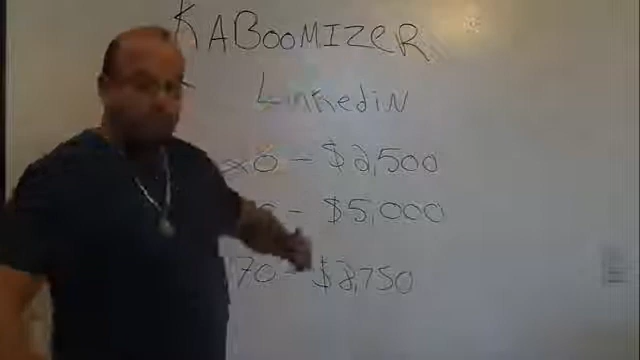 KABOOMIZER
LinkedIN
- $2,500
- $5,000
70 - $8,750